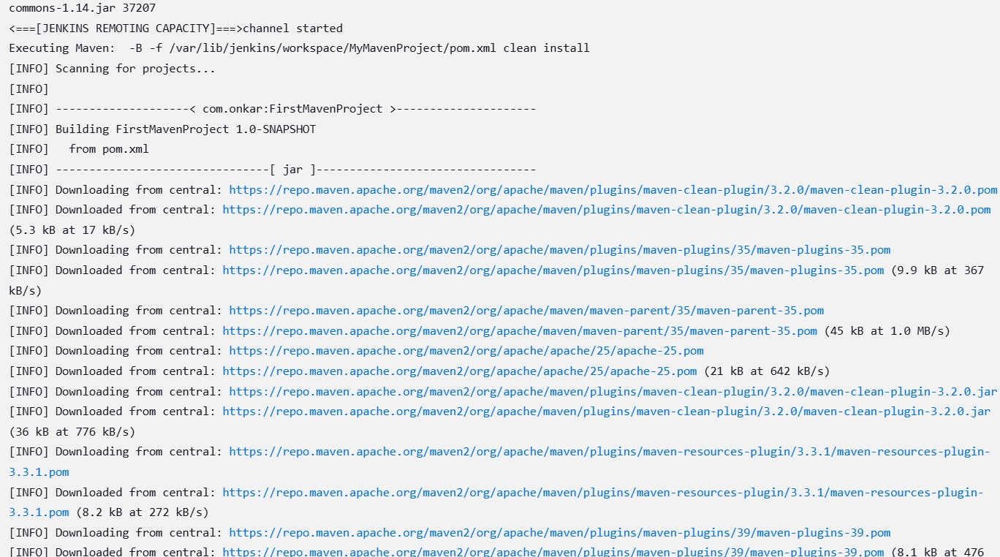 commons-1.14.jar 37207
<===[JENKINS REMOTING CAPACITY]===>channel started
Executing Maven:  -B -f /var/lib/jenkins/workspace/MyMavenProject/pom.xml clean install
[INFO] Scanning for projects...
[INFO]
[INFO] --------------------< com.onkar:FirstMavenProject >---------------------
[INFO] Building FirstMavenProject 1.0-SNAPSHOT
[INFO]   from pom.xml
[INFO] --------------------------------[ jar ]---------------------------------
[INFO] Downloading from central: https://repo.maven.apache.org/maven2/org/apache/maven/plugins/maven-clean-plugin/3.2.0/maven-clean-plugin-3.2.0.pom
[INFO] Downloaded from central: https://repo.maven.apache.org/maven2/org/apache/maven/plugins/maven-clean-plugin/3.2.0/maven-clean-plugin-3.2.0.pom
(5.3 kB at 17 kB/s)
[INFO] Downloading from central: https://repo.maven.apache.org/maven2/org/apache/maven/plugins/maven-plugins/35/maven-plugins-35.pom
[INFO] Downloaded from central: https://repo.maven.apache.org/maven2/org/apache/maven/plugins/maven-plugins/35/maven-plugins-35.pom (9.9 kB at 367
kB/s)
[INFO] Downloading from central: https://repo.maven.apache.org/maven2/org/apache/maven/maven-parent/35/maven-parent-35.pom
[INFO] Downloaded from central: https://repo.maven.apache.org/maven2/org/apache/maven/maven-parent/35/maven-parent-35.pom (45 kB at 1.0 MB/s)
[INFO] Downloading from central: https://repo.maven.apache.org/maven2/org/apache/apache/25/apache-25.pom
[INFO] Downloaded from central: https://repo.maven.apache.org/maven2/org/apache/apache/25/apache-25.pom (21 kB at 642 kB/s)
[INFO] Downloading from central: https://repo.maven.apache.org/maven2/org/apache/maven/plugins/maven-clean-plugin/3.2.0/maven-clean-plugin-3.2.0.jar
[INFO] Downloaded from central: https://repo.maven.apache.org/maven2/org/apache/maven/plugins/maven-clean-plugin/3.2.0/maven-clean-plugin-3.2.0.jar
(36 kB at 776 kB/s)
[INFO] Downloading from central: https://repo.maven.apache.org/maven2/org/apache/maven/plugins/maven-resources-plugin/3.3.1/maven-resources-plugin-
3.3.1.pom
[INFO] Downloaded from central: https://repo.maven.apache.org/maven2/org/apache/maven/plugins/maven-resources-plugin/3.3.1/maven-resources-plugin-
3.3.1.pom (8.2 kB at 272 kB/s)
[INFO] Downloading from central: https://repo.maven.apache.org/maven2/org/apache/maven/plugins/maven-plugins/39/maven-plugins-39.pom
[INFO] Downloaded from central: https://repo.maven.apache.org/maven2/org/apache/maven/plugins/maven-plugins/39/maven-plugins-39.pom (8.1 kB at 476